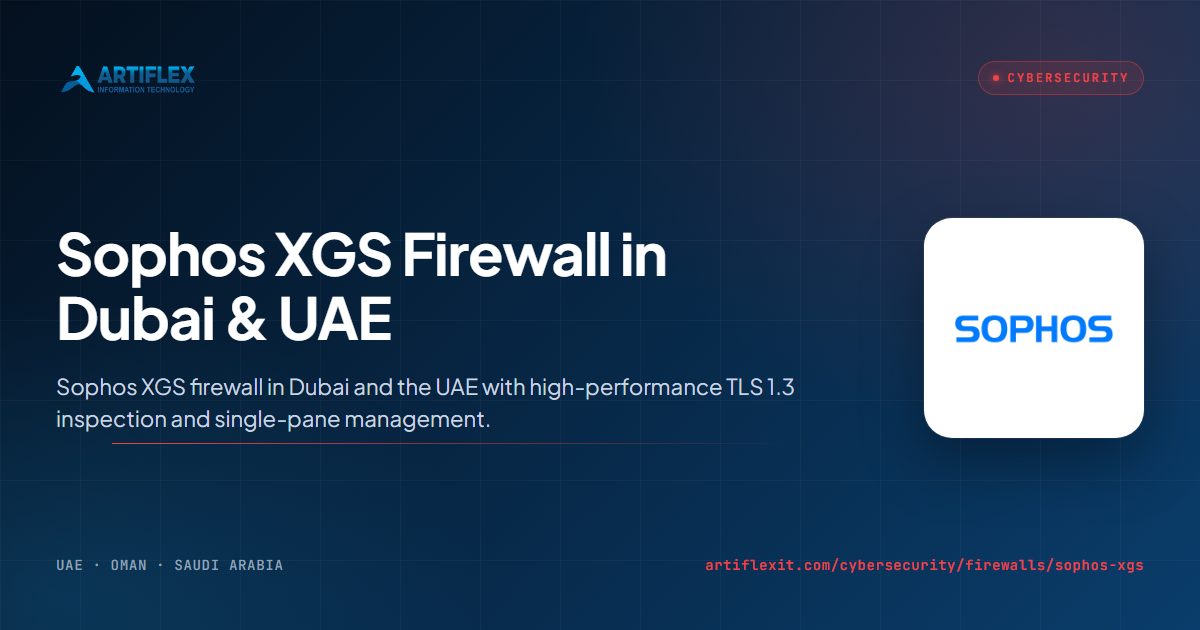 ARTIFLEX
INFORMATION TECHNOLOGY
CYBERSECURITY
Sophos XGS Firewall in
Dubai & UAE
Sophos XGS firewall in Dubai and the UAE with high-performance TLS 1.3
inspection and single-pane management.
SOPHOS
UAE · OMAN · SAUDI ARABIA
artiflexit.com/cybersecurity/firewalls/sophos-xgs